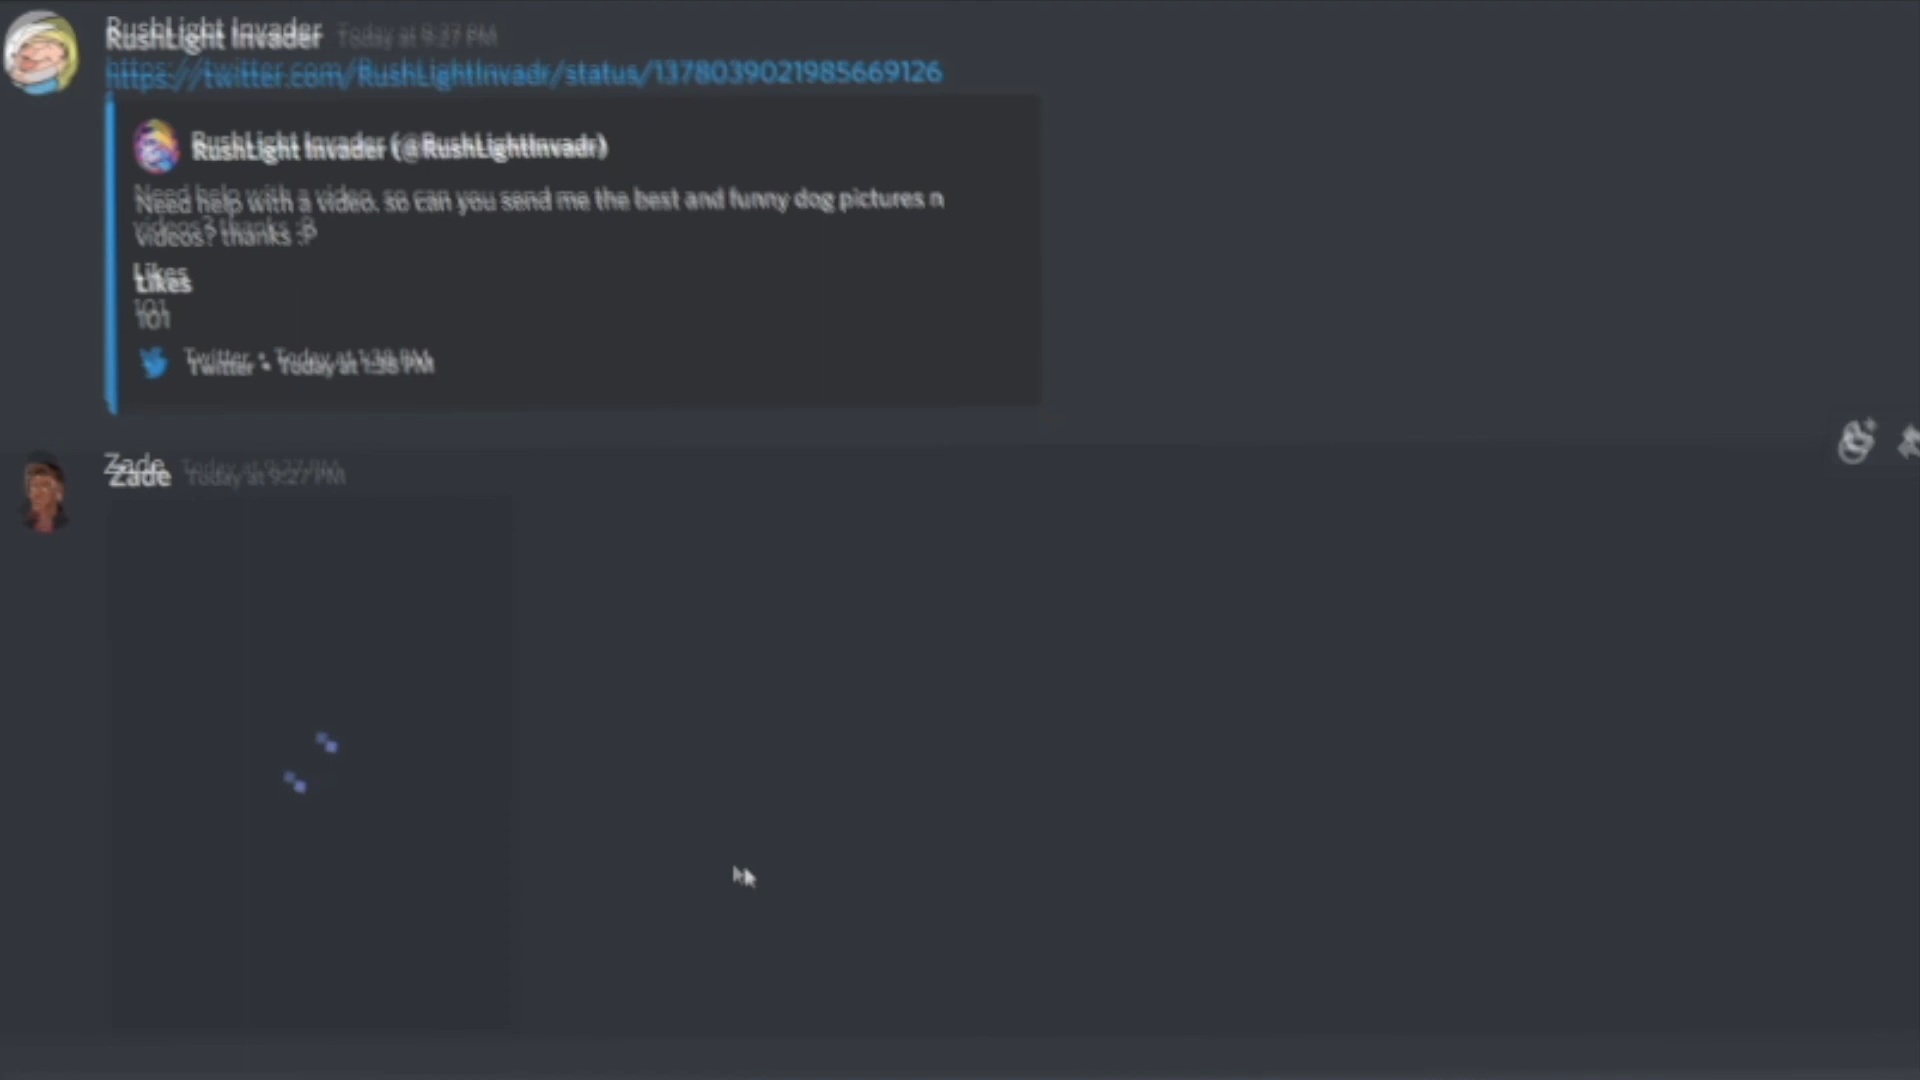 RushLight Invader Today at 9:27 PM
https://twitter.com/RushLightInvadr/status/1378039021985669126
RushLight Invader (@RushLightInvadr)
Need help with a video. so can you send me the best and funny dog pictures n
videos? thanks :P
Likes
101
Twitter • Today at 1:38 PM
Zade Today at 9:27 PM